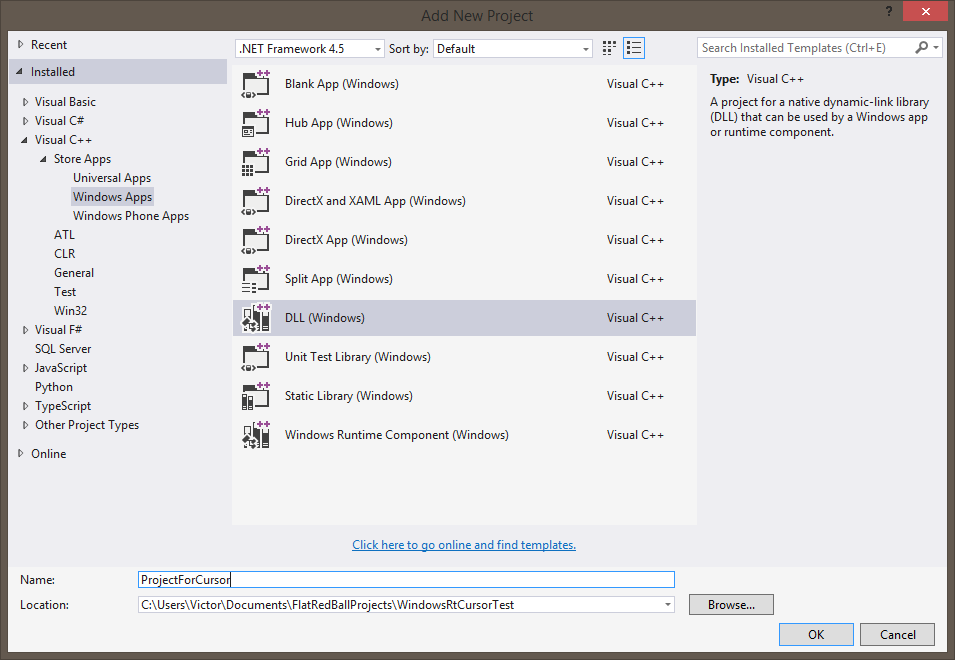 Add New Project
?
Recent
Installed
Visual Basic
Visual C#
Visual C++
Store Apps
Universal Apps
Windows Apps
Windows Phone Apps
ATL
CLR
General
Test
Win32
Visual F#
SQL Server
JavaScript
Python
TypeScript
Other Project Types
Online
.NET Framework 4.5
Sort by:
Default
Blank App (Windows) Visual C++
Hub App (Windows) Visual C++
Grid App (Windows) Visual C++
DirectX and XAML App (Windows) Visual C++
DirectX App (Windows) Visual C++
Split App (Windows) Visual C++
DLL (Windows) Visual C++
Unit Test Library (Windows) Visual C++
Static Library (Windows) Visual C++
Windows Runtime Component (Windows) Visual C++
Click here to go online and find templates.
Search Installed Templates (Ctrl+E)
Type: Visual C++
A project for a native dynamic-link library
(DLL) that can be used by a Windows app
or runtime component.
Name: ProjectForCursor
Location: C:\Users\Victor\Documents\FlatRedBallProjects\WindowsRtCursorTest
Browse...
OK
Cancel